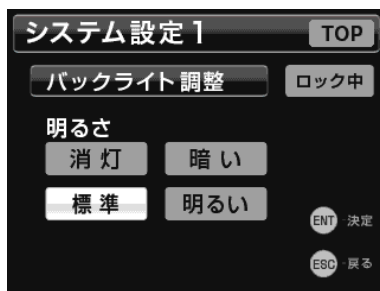 システム設定1 TOP
バックライト調整 ロック中
明るさ
消灯 暗い
標準 明るい
ENT 決定
ESC 戻る